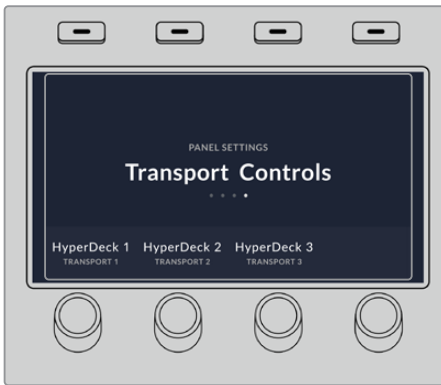 PANEL SETTINGS
Transport Controls
HyperDeck 1 HyperDeck 2 HyperDeck 3
TRANSPORT 1 TRANSPORT 2 TRANSPORT 3